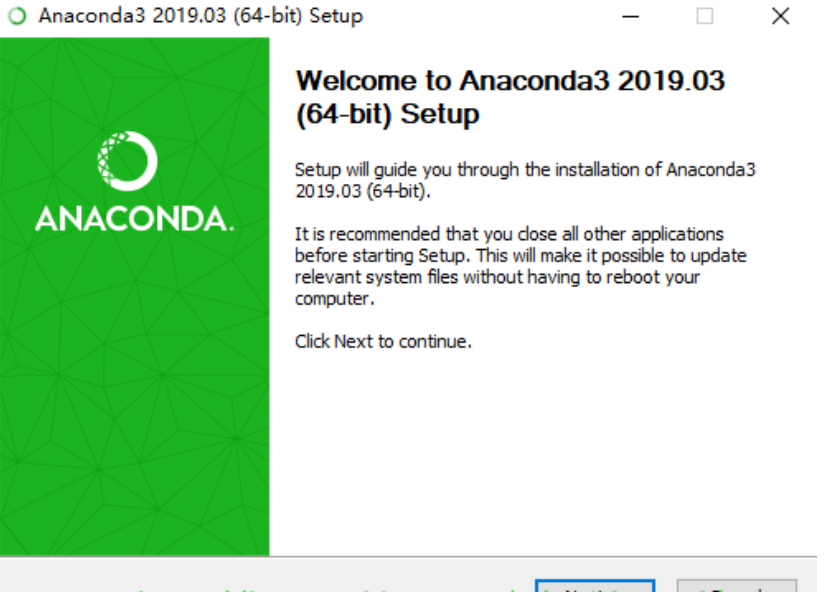 Anaconda3 2019.03 (64-bit) Setup
Welcome to Anaconda3 2019.03
(64-bit) Setup
ANACONDA.
Setup will guide you through the installation of Anaconda3
2019.03 (64-bit).
It is recommended that you close all other applications
before starting Setup. This will make it possible to update
relevant system files without having to reboot your
computer.
Click Next to continue.